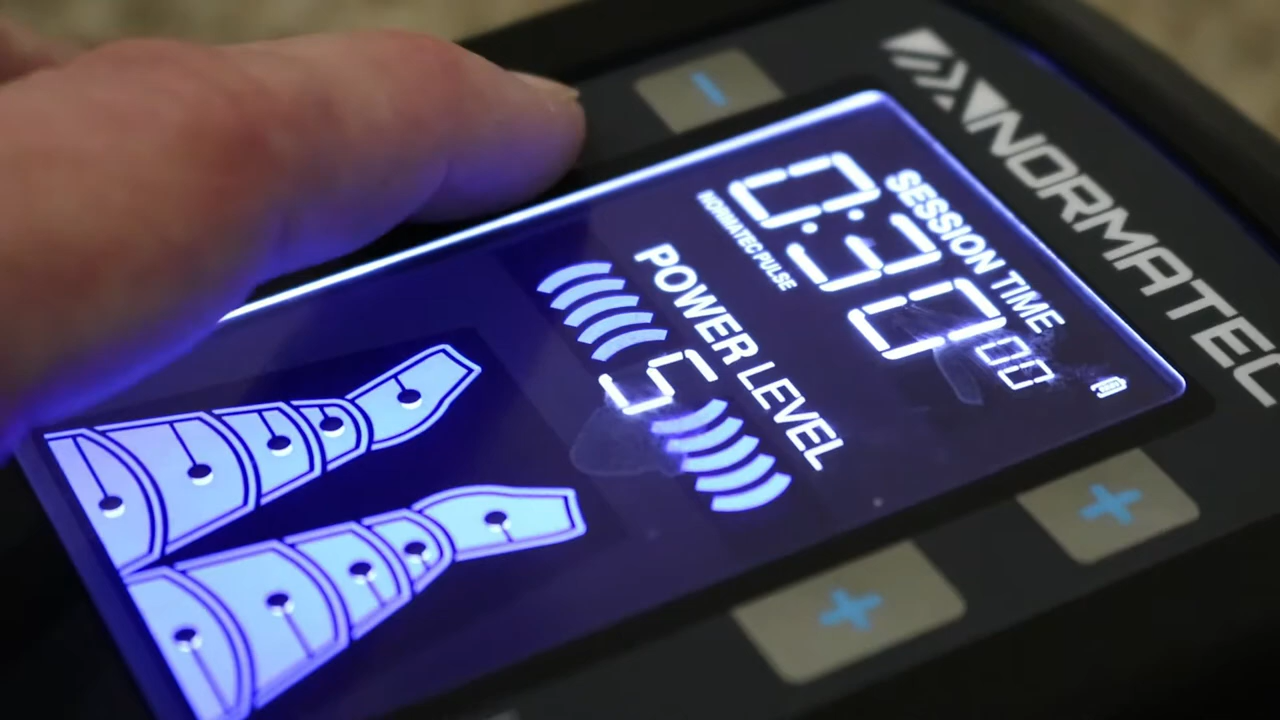 NORMATEC
SESSION TIME
0:30:00
NORMATEC PULSE
POWER LEVEL
5